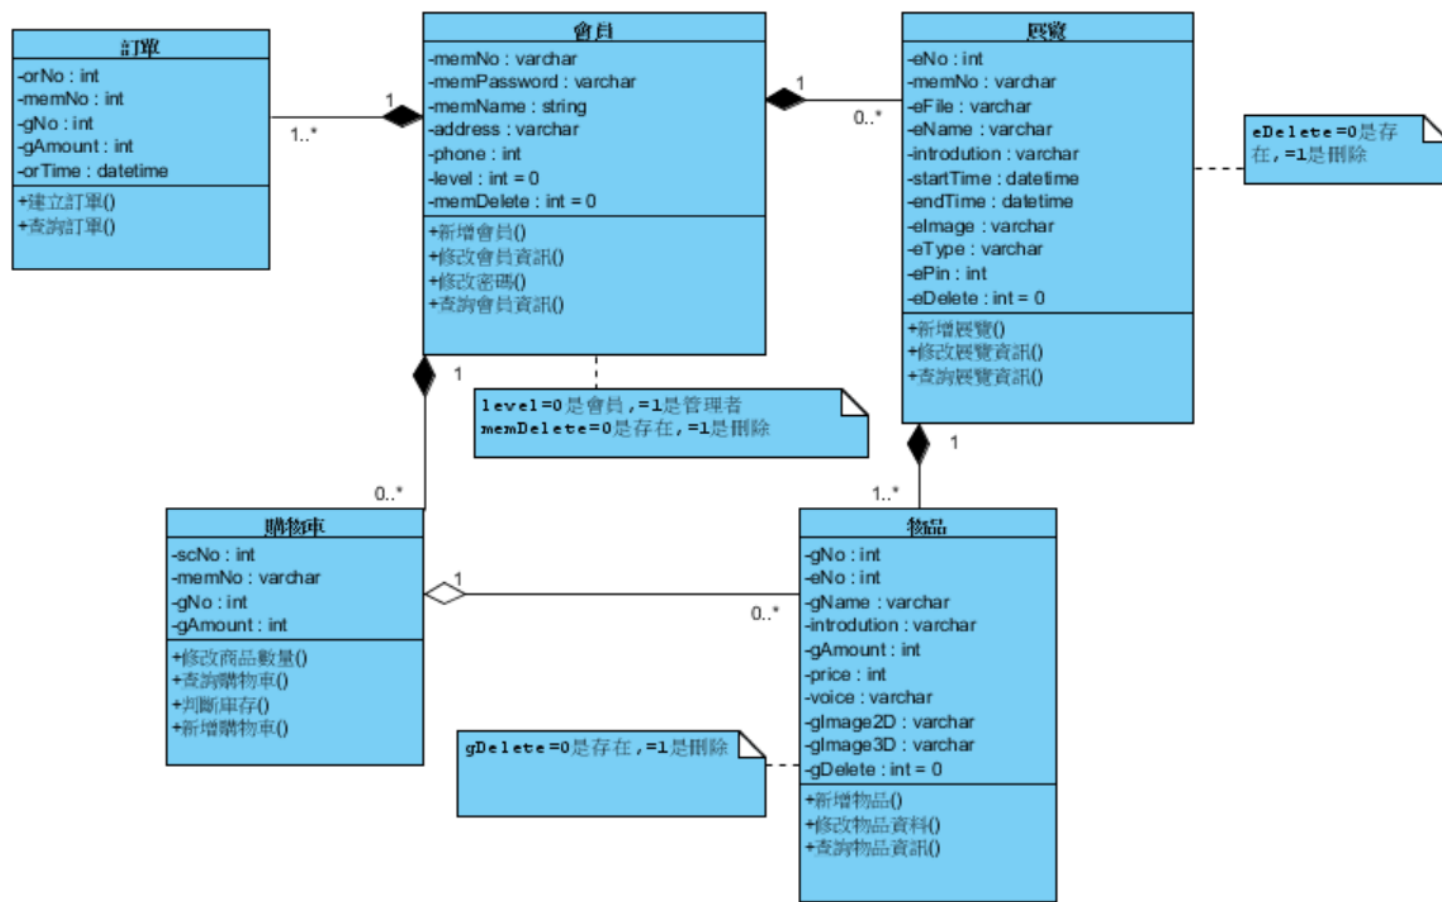 訂單
-orNo : int
-memNo : int
-gNo : int
-gAmount : int
-orTime : datetime
+建立訂單()
+查詢訂單()
1
1..*
會員
-memNo : varchar
-memPassword : varchar
-memName : string
-address : varchar
-phone : int
-level : int = 0
-memDelete : int = 0
+新增會員()
+修改會員資訊()
+修改密碼()
+查詢會員資訊()
1
0..*
展覽
-eNo : int
-memNo : varchar
-eFile : varchar
-eName : varchar
-introdution : varchar
-startTime : datetime
-endTime : datetime
-eImage : varchar
-eType : varchar
-ePin : int
-eDelete : int = 0
+新增展覽()
+修改展覽資訊()
+查詢展覽資訊()
eDelete=0是存
在,=1是刪除
1
level=0是會員,=1是管理者
memDelete=0是存在,=1是刪除
1
0..*
1..*
購物車
-scNo : int
-memNo : varchar
-gNo : int
-gAmount : int
+修改商品數量()
+查詢購物車()
+判斷庫存()
+新增購物車()
1
0..*
物品
-gNo : int
-eNo : int
-gName : varchar
-introdution : varchar
-gAmount : int
-price : int
-voice : varchar
-gImage2D : varchar
-gImage3D : varchar
-gDelete : int = 0
+新增物品()
+修改物品資料()
+查詢物品資訊()
gDelete=0是存在,=1是刪除